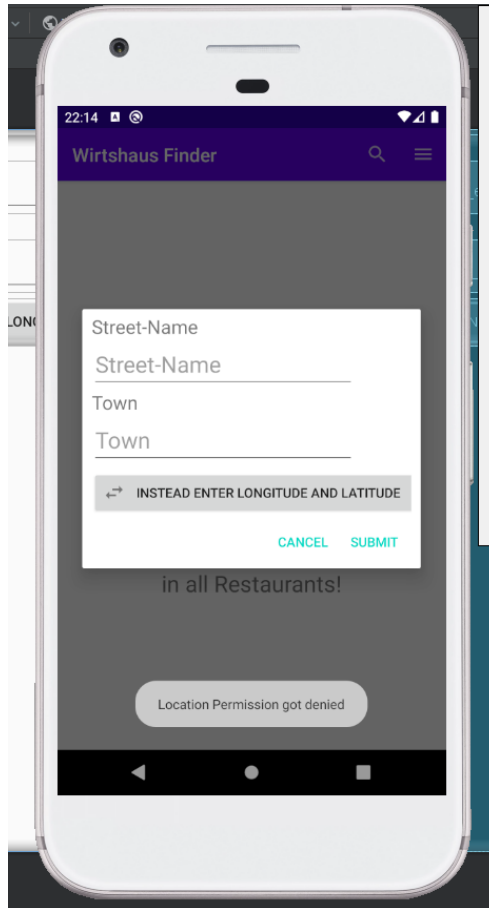 22:14
Wirtshaus Finder
LONG
Street-Name
Street-Name
Town
Town
INSTEAD ENTER LONGITUDE AND LATITUDE
CANCEL SUBMIT
in all Restaurants!
Location Permission got denied